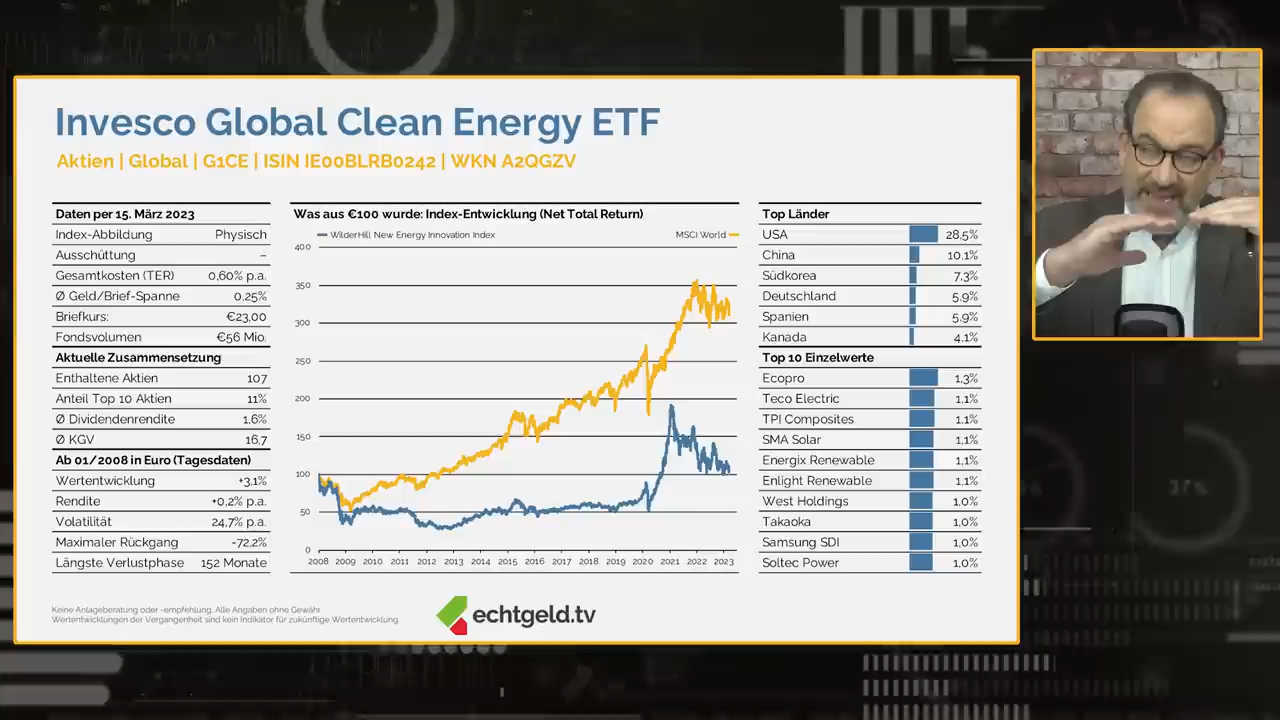 Invesco Global Clean Energy ETF
Aktien | Global | G1CE | ISIN IE00BLRB0242 | WKN A2QGZV
Daten per 15. März 2023
Index-Abbildung Physisch
Ausschüttung –
Gesamtkosten (TER) 0,60% p.a.
Ø Geld/Brief-Spanne 0,25%
Briefkurs: €23,00
Fondsvolumen €56 Mio.
Aktuelle Zusammensetzung
Enthaltene Aktien 107
Anteil Top 10 Aktien 11%
Ø Dividendenrendite 1,6%
Ø KGV 16,7
Ab 01/2008 in Euro (Tagesdaten)
Wertentwicklung +3,1%
Rendite +0,2% p.a.
Volatilität 24,7% p.a.
Maximaler Rückgang -72,2%
Längste Verlustphase 152 Monate
Was aus €100 wurde: Index-Entwicklung (Net Total Return)
WilderHill New Energy Innovation Index MSCI World
400
350
300
250
200
150
100
50
0
2008 2009 2010 2011 2012 2013 2014 2015 2016 2017 2018 2019 2020 2021 2022 2023
Top Länder
USA 28,5%
China 10,1%
Südkorea 7,3%
Deutschland 5,9%
Spanien 5,9%
Kanada 4,1%
Top 10 Einzelwerte
Ecopro 1,3%
Teco Electric 1,1%
TPI Composites 1,1%
SMA Solar 1,1%
Energix Renewable 1,1%
Enlight Renewable 1,1%
West Holdings 1,0%
Takaoka 1,0%
Samsung SDI 1,0%
Soltec Power 1,0%
Keine Anlageberatung oder -empfehlung. Alle Angaben ohne Gewähr
Wertentwicklungen der Vergangenheit sind kein Indikator für zukünftige Wertentwicklung.
echtgeld.tv
37%